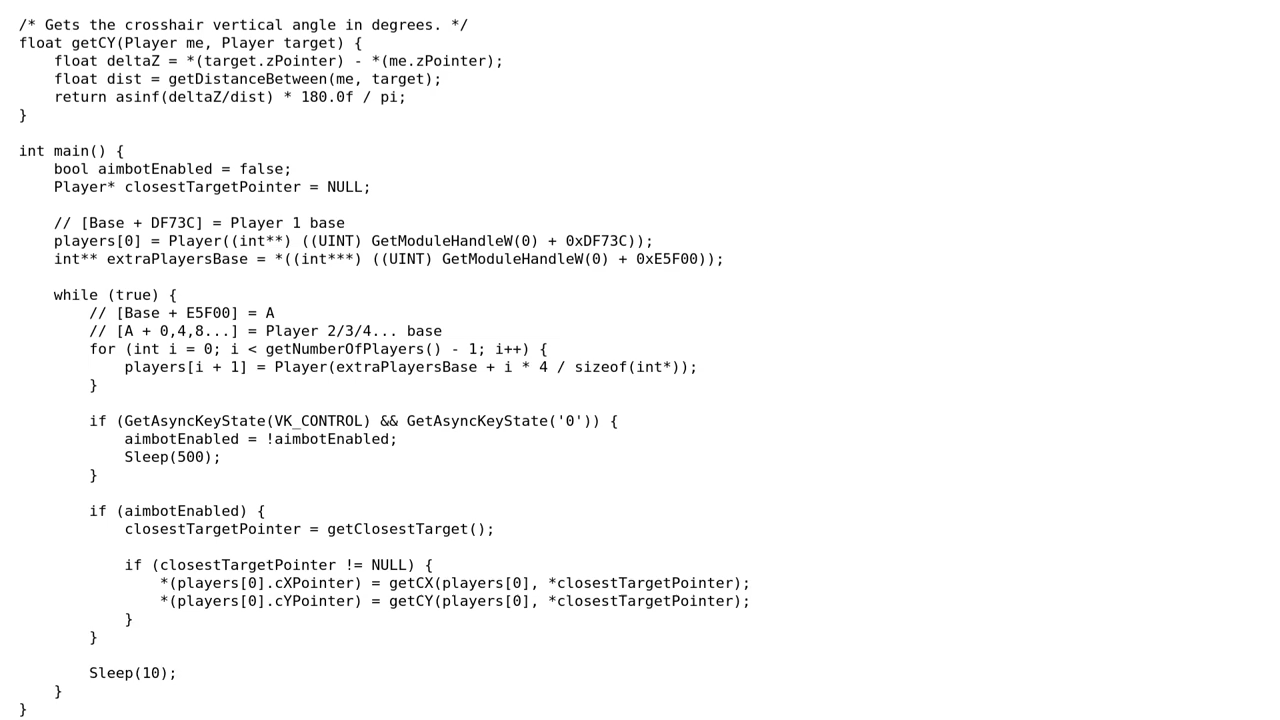 /* Gets the crosshair vertical angle in degrees. */
float getCY(Player me, Player target) {
    float deltaZ = *(target.zPointer) - *(me.zPointer);
    float dist = getDistanceBetween(me, target);
    return asinf(deltaZ/dist) * 180.0f / pi;
}

int main() {
    bool aimbotEnabled = false;
    Player* closestTargetPointer = NULL;

    // [Base + DF73C] = Player 1 base
    players[0] = Player((int**) ((UINT) GetModuleHandleW(0) + 0xDF73C));
    int** extraPlayersBase = *((int***) ((UINT) GetModuleHandleW(0) + 0xE5F00));

    while (true) {
        // [Base + E5F00] = A
        // [A + 0,4,8...] = Player 2/3/4... base
        for (int i = 0; i < getNumberOfPlayers() - 1; i++) {
            players[i + 1] = Player(extraPlayersBase + i * 4 / sizeof(int*));
        }

        if (GetAsyncKeyState(VK_CONTROL) && GetAsyncKeyState('0')) {
            aimbotEnabled = !aimbotEnabled;
            Sleep(500);
        }

        if (aimbotEnabled) {
            closestTargetPointer = getClosestTarget();

            if (closestTargetPointer != NULL) {
                *(players[0].cXPointer) = getCX(players[0], *closestTargetPointer);
                *(players[0].cYPointer) = getCY(players[0], *closestTargetPointer);
            }
        }

        Sleep(10);
    }
}